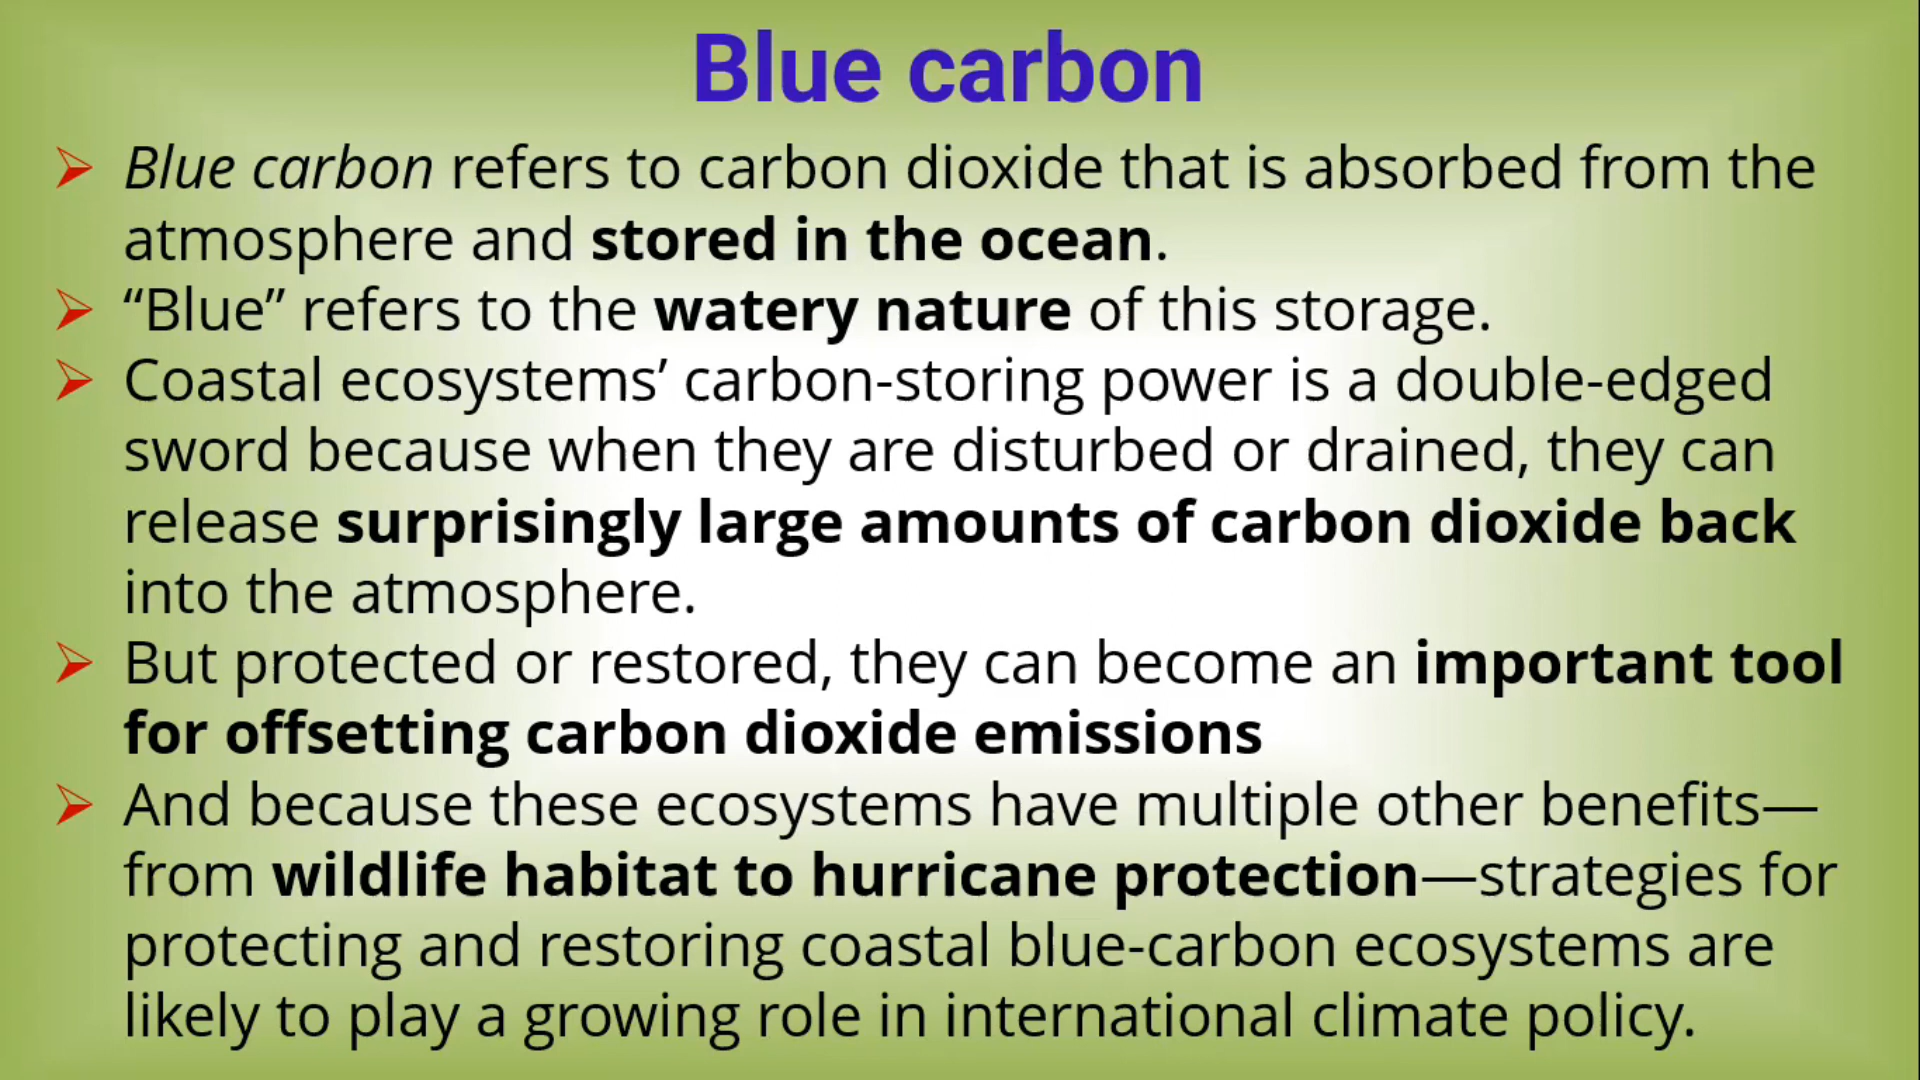 Blue carbon
Blue carbon refers to carbon dioxide that is absorbed from the
atmosphere and stored in the ocean.
“Blue” refers to the watery nature of this storage.
Coastal ecosystems’ carbon-storing power is a double-edged
sword because when they are disturbed or drained, they can
release surprisingly large amounts of carbon dioxide back
into the atmosphere.
But protected or restored, they can become an important tool
for offsetting carbon dioxide emissions
And because these ecosystems have multiple other benefits—
from wildlife habitat to hurricane protection—strategies for
protecting and restoring coastal blue-carbon ecosystems are
likely to play a growing role in international climate policy.